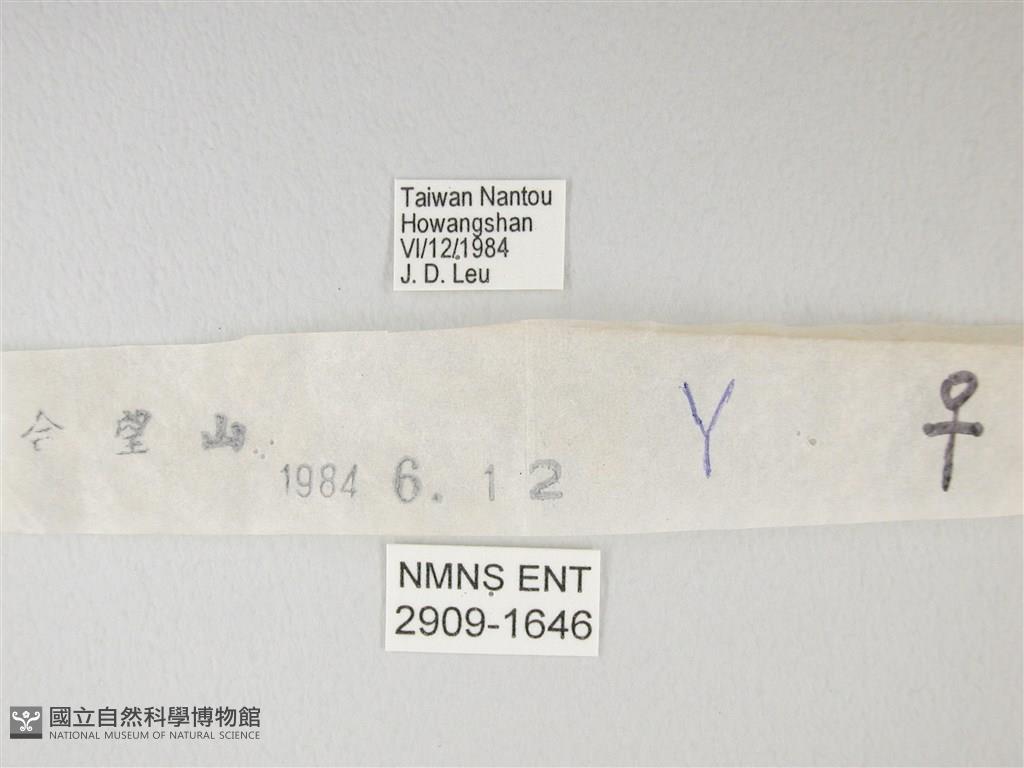 Taiwan Nantou
Howangshan
VI/12/1984
J. D. Leu
合望山
1984 6. 12
Y ♀
NMNS ENT
2909-1646
國立自然科學博物館
NATIONAL MUSEUM OF NATURAL SCIENCE